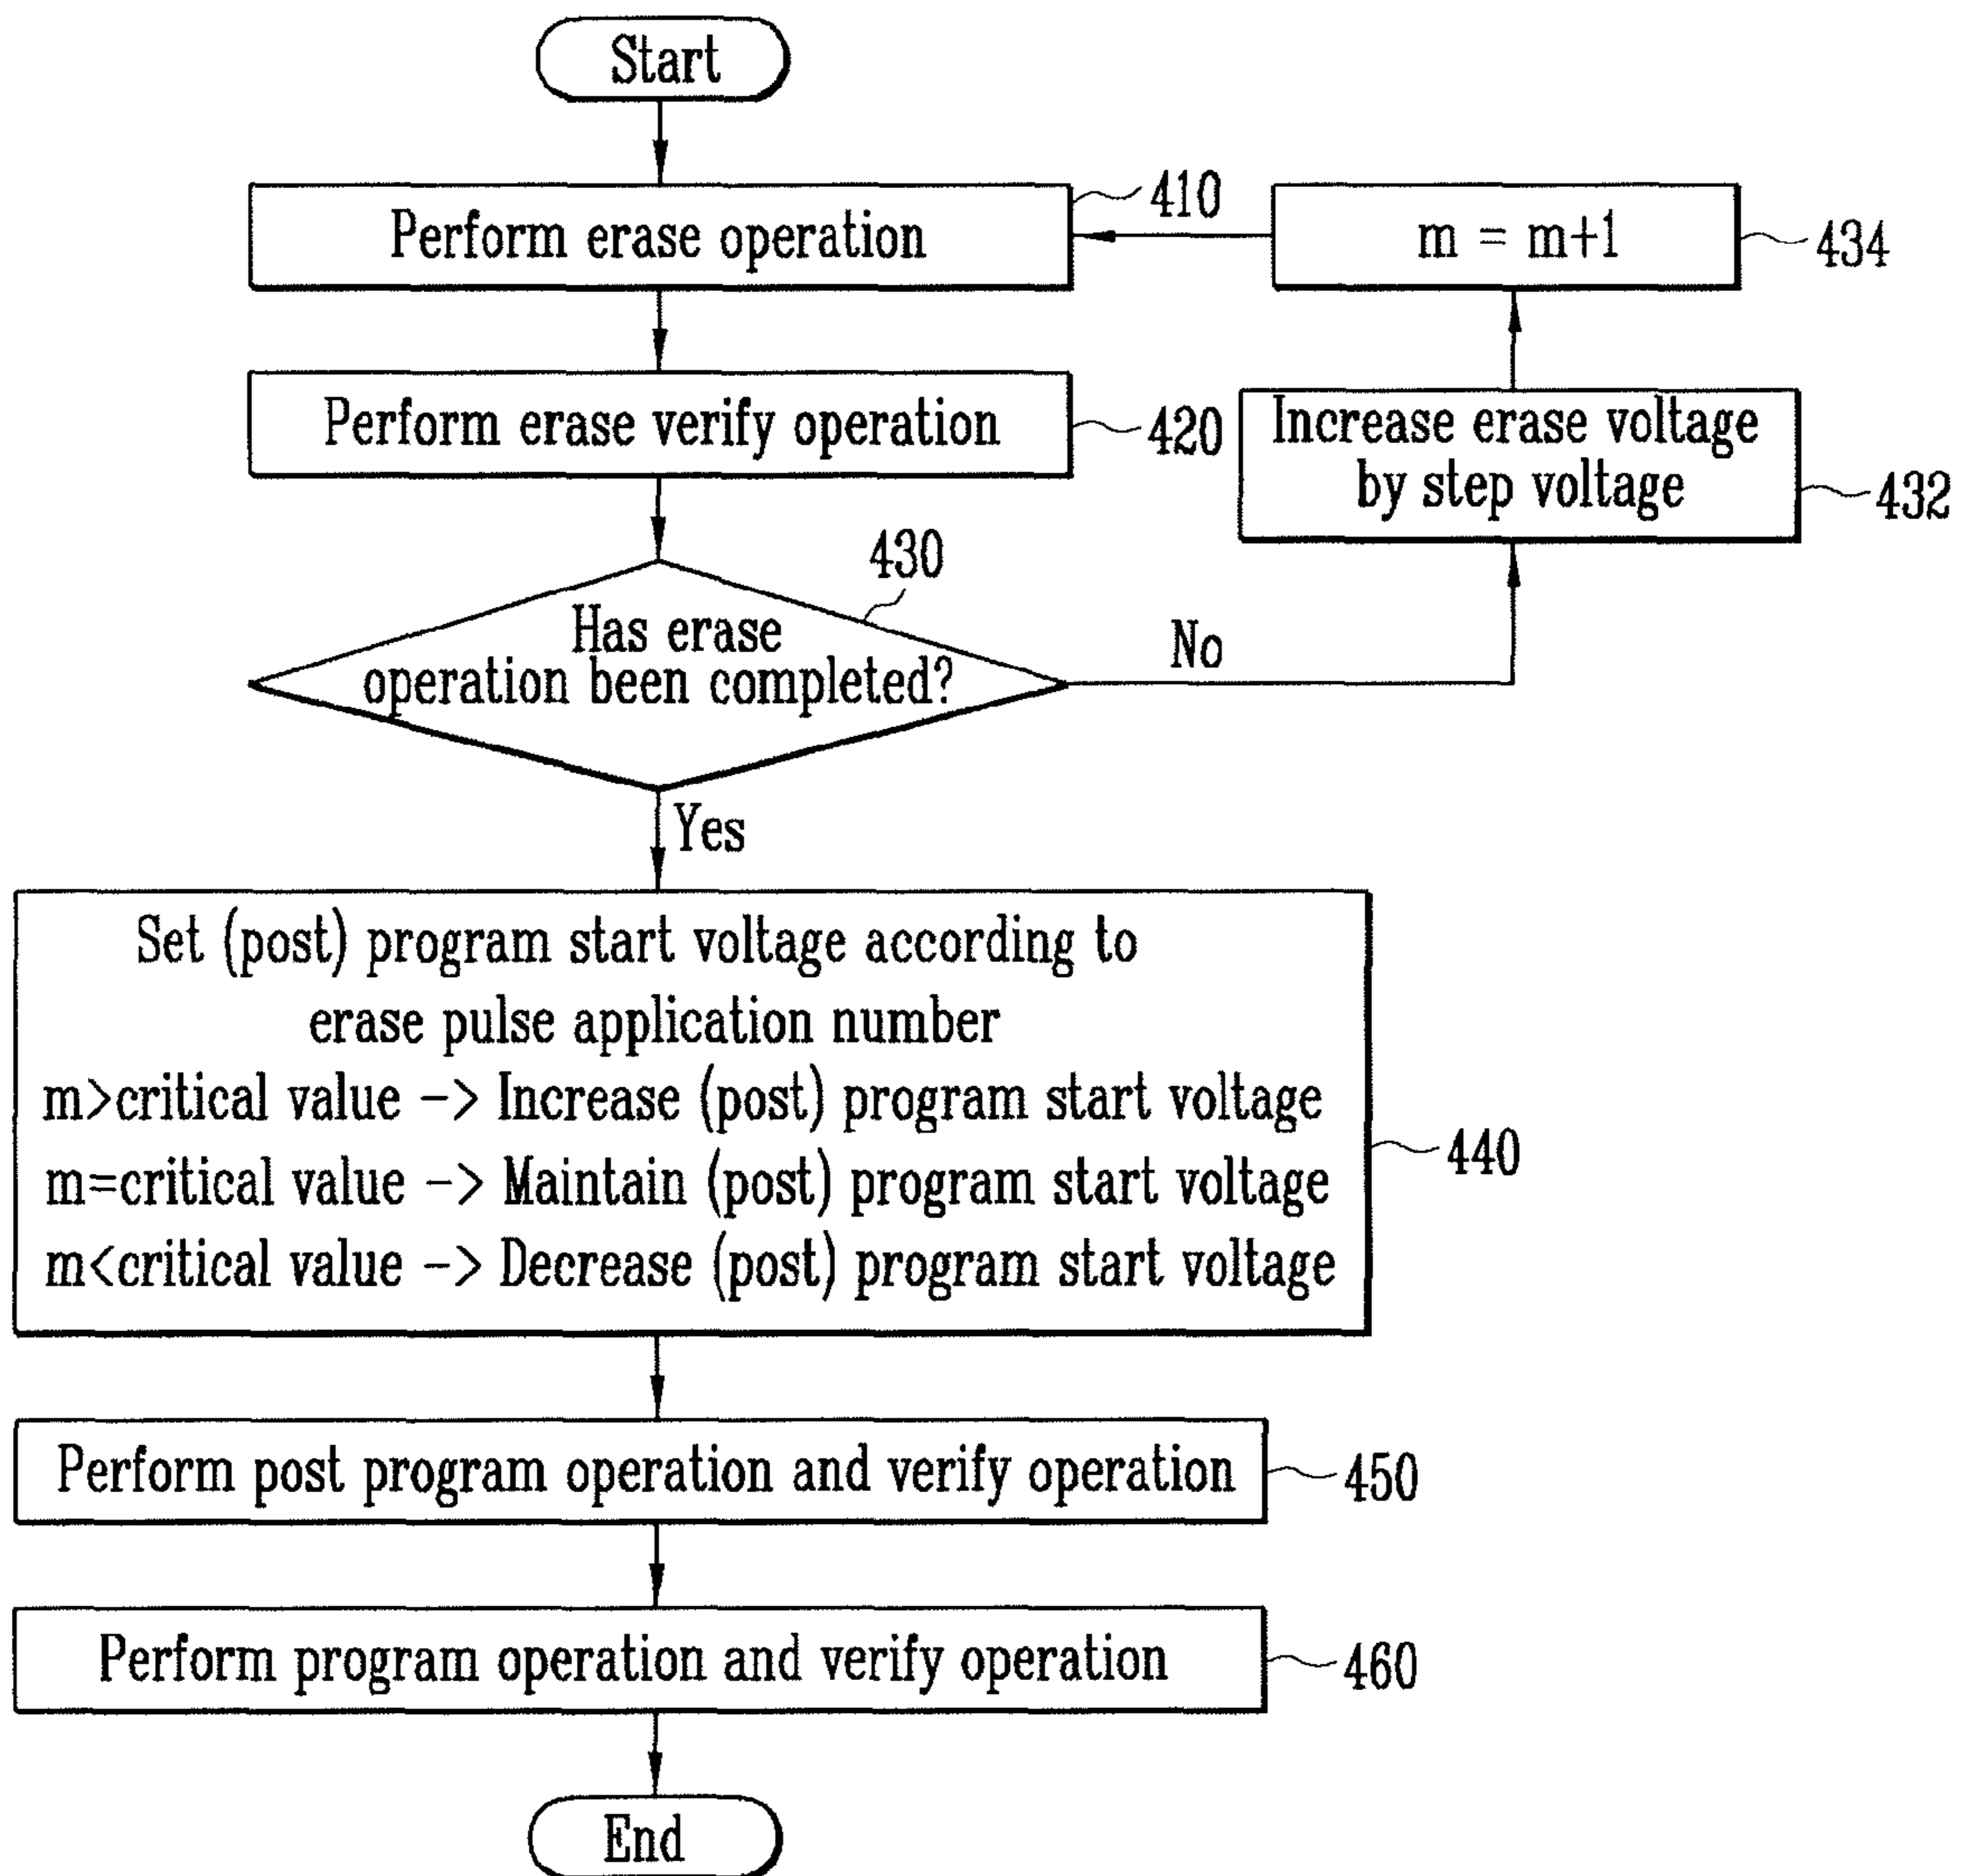 Start
Perform erase operation
410
m = m+1
434
Perform erase verify operation
420
Increase erase voltage
by step voltage
432
430
Has erase
operation been completed?
No
Yes
Set (post) program start voltage according to
erase pulse application number
m>critical value -> Increase (post) program start voltage
m=critical value -> Maintain (post) program start voltage
m<critical value -> Decrease (post) program start voltage
440
Perform post program operation and verify operation
450
Perform program operation and verify operation
460
End